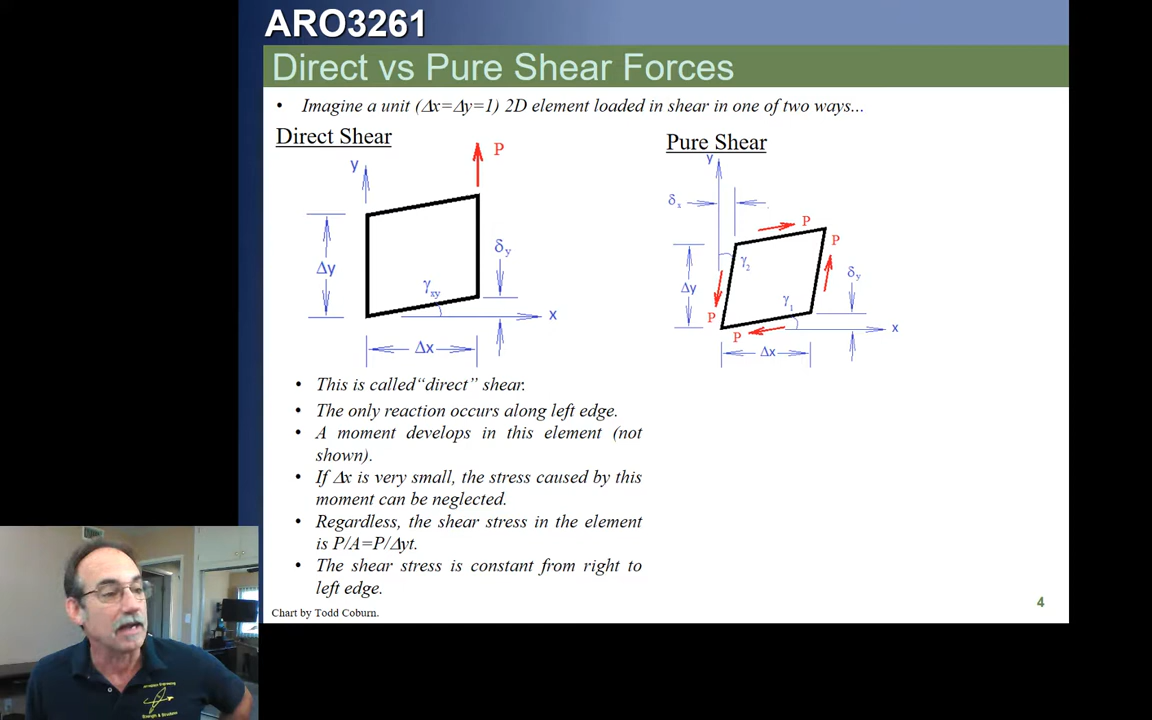 ARO3261
Direct vs Pure Shear Forces
• Imagine a unit (Δx=Δy=1) 2D element loaded in shear in one of two ways...
Direct Shear
P
y
Δy
δy
γxy
x
Δx
• This is called“direct” shear.
• The only reaction occurs along left edge.
• A moment develops in this element (not
shown).
• If Δx is very small, the stress caused by this
moment can be neglected.
• Regardless, the shear stress in the element
is P/A=P/Δyt.
• The shear stress is constant from right to
left edge.
Chart by Todd Coburn.
Pure Shear
y
δx
P
P
γ2
Δy
δy
γ1
P
x
P
Δx
4